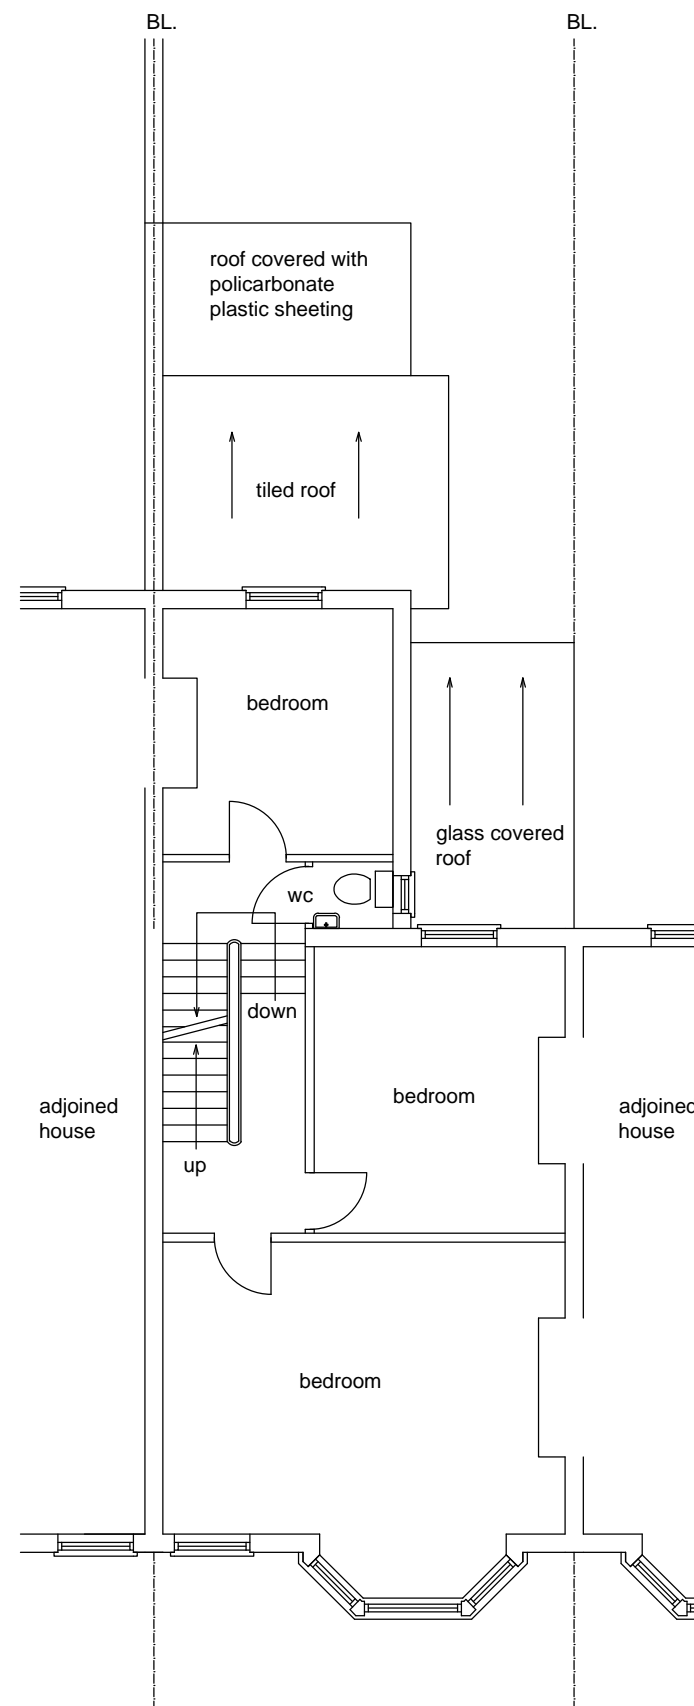 BL.
BL.
roof covered with
policarbonate
plastic sheeting
tiled roof
bedroom
glass covered
roof
wc
down
bedroom
adjoined
house
adjoined
house
up
bedroom